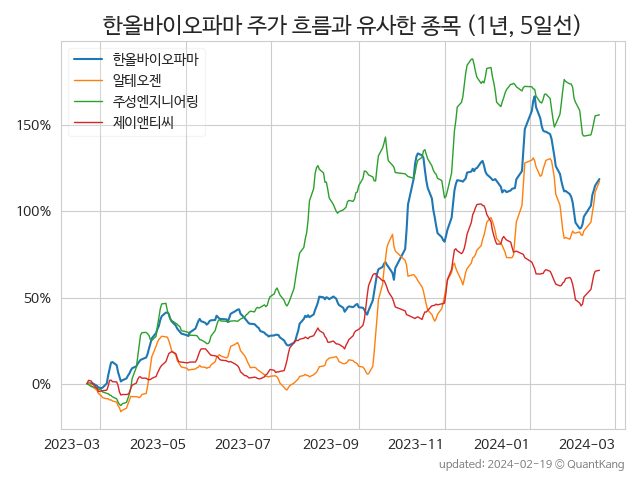 한올바이오파마 주가 흐름과 유사한 종목 (1년, 5일선)
한올바이오파마
알테오젠
주성엔지니어링
제이앤티씨
150%
100%
50%
0%
2023-03
2023-05
2023-07
2023-09
2023-11
2024-01
2024-03
updated: 2024-02-19 © QuantKang